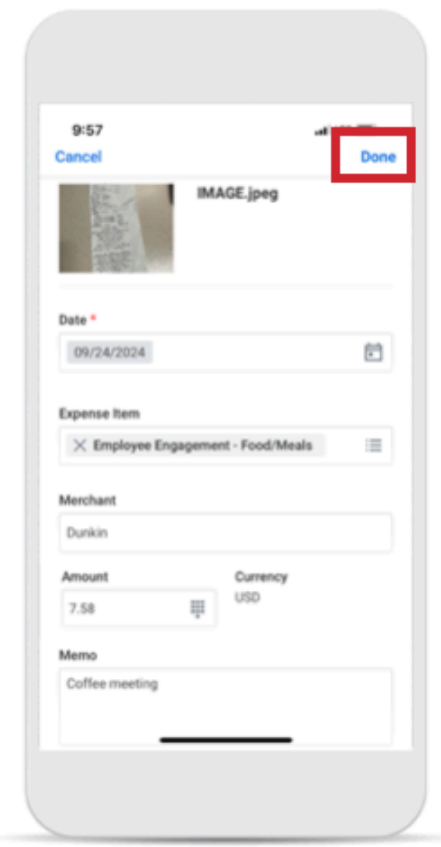 9:57
Cancel Done
IMAGE.jpeg
Date *
09/24/2024
Expense Item
Employee Engagement - Food/Meals
Merchant
Dunkin
Amount Currency
7.58 USD
Memo
Coffee meeting